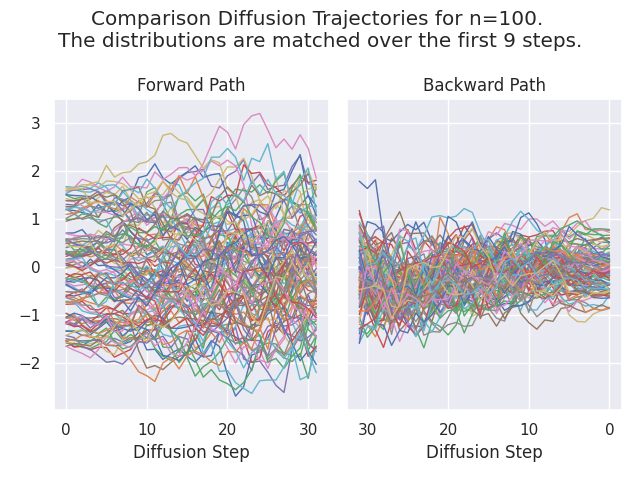 Comparison Diffusion Trajectories for n=100.
The distributions are matched over the first 9 steps.
Forward Path
Backward Path
3
2
1
0
−1
−2
0 10 20 30
30 20 10 0
Diffusion Step
Diffusion Step